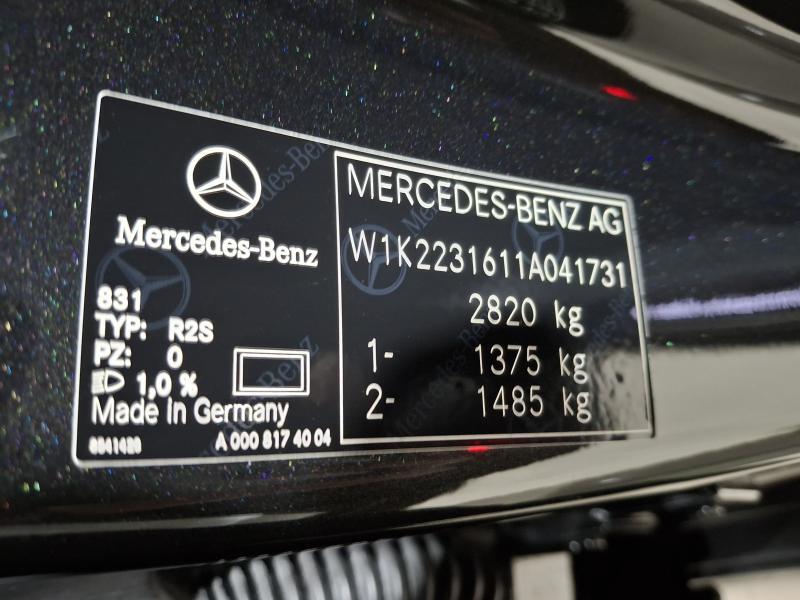 Mercedes-Benz
831
TYP: R2S
PZ: 0
1,0 %
Made In Germany
A 000 817 40 04
MERCEDES-BENZ AG
W1K2231611A041731
2820 kg
1- 1375 kg
2- 1485 kg